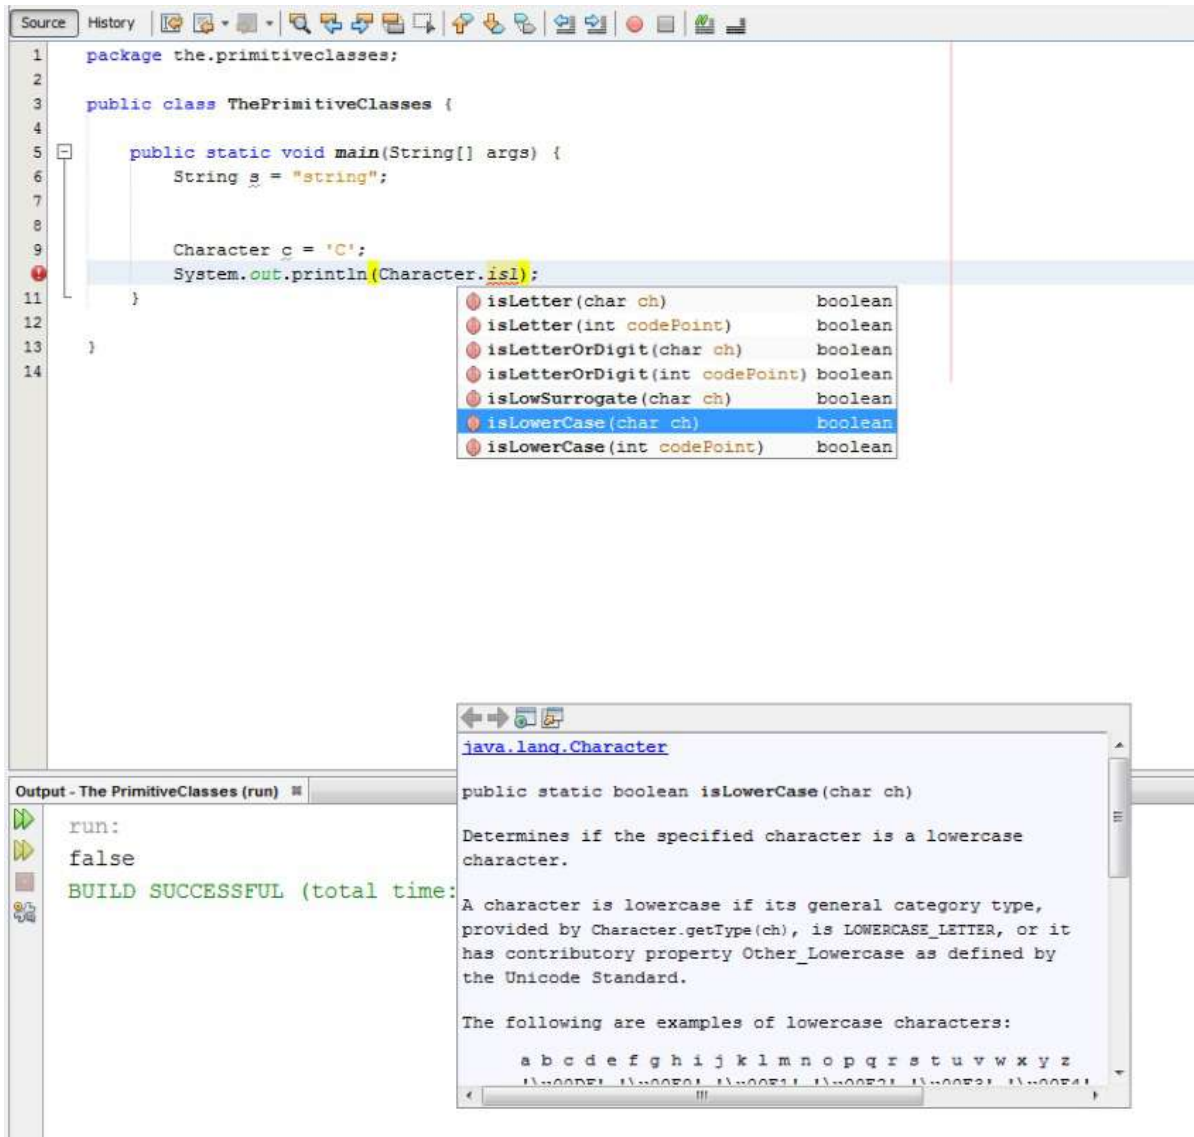 Source History
1 package the.primitiveclasses;
2
3 public class ThePrimitiveClasses {
4
5 public static void main(String[] args) {
6 String s = "string";
7
8
9 Character c = 'C';
System.out.println(Character.isl);
11 }
12
13 }
14
isLetter(char ch) boolean
isLetter(int codePoint) boolean
isLetterOrDigit(char ch) boolean
isLetterOrDigit(int codePoint) boolean
isLowSurrogate(char ch) boolean
isLowerCase(char ch) boolean
isLowerCase(int codePoint) boolean
Output - The PrimitiveClasses (run)
run:
false
BUILD SUCCESSFUL (total time:
java.lang.Character
public static boolean isLowerCase(char ch)
Determines if the specified character is a lowercase
character.
A character is lowercase if its general category type,
provided by Character.getType(ch), is LOWERCASE_LETTER, or it
has contributory property Other_Lowercase as defined by
the Unicode Standard.
The following are examples of lowercase characters:
a b c d e f g h i j k l m n o p q r s t u v w x y z